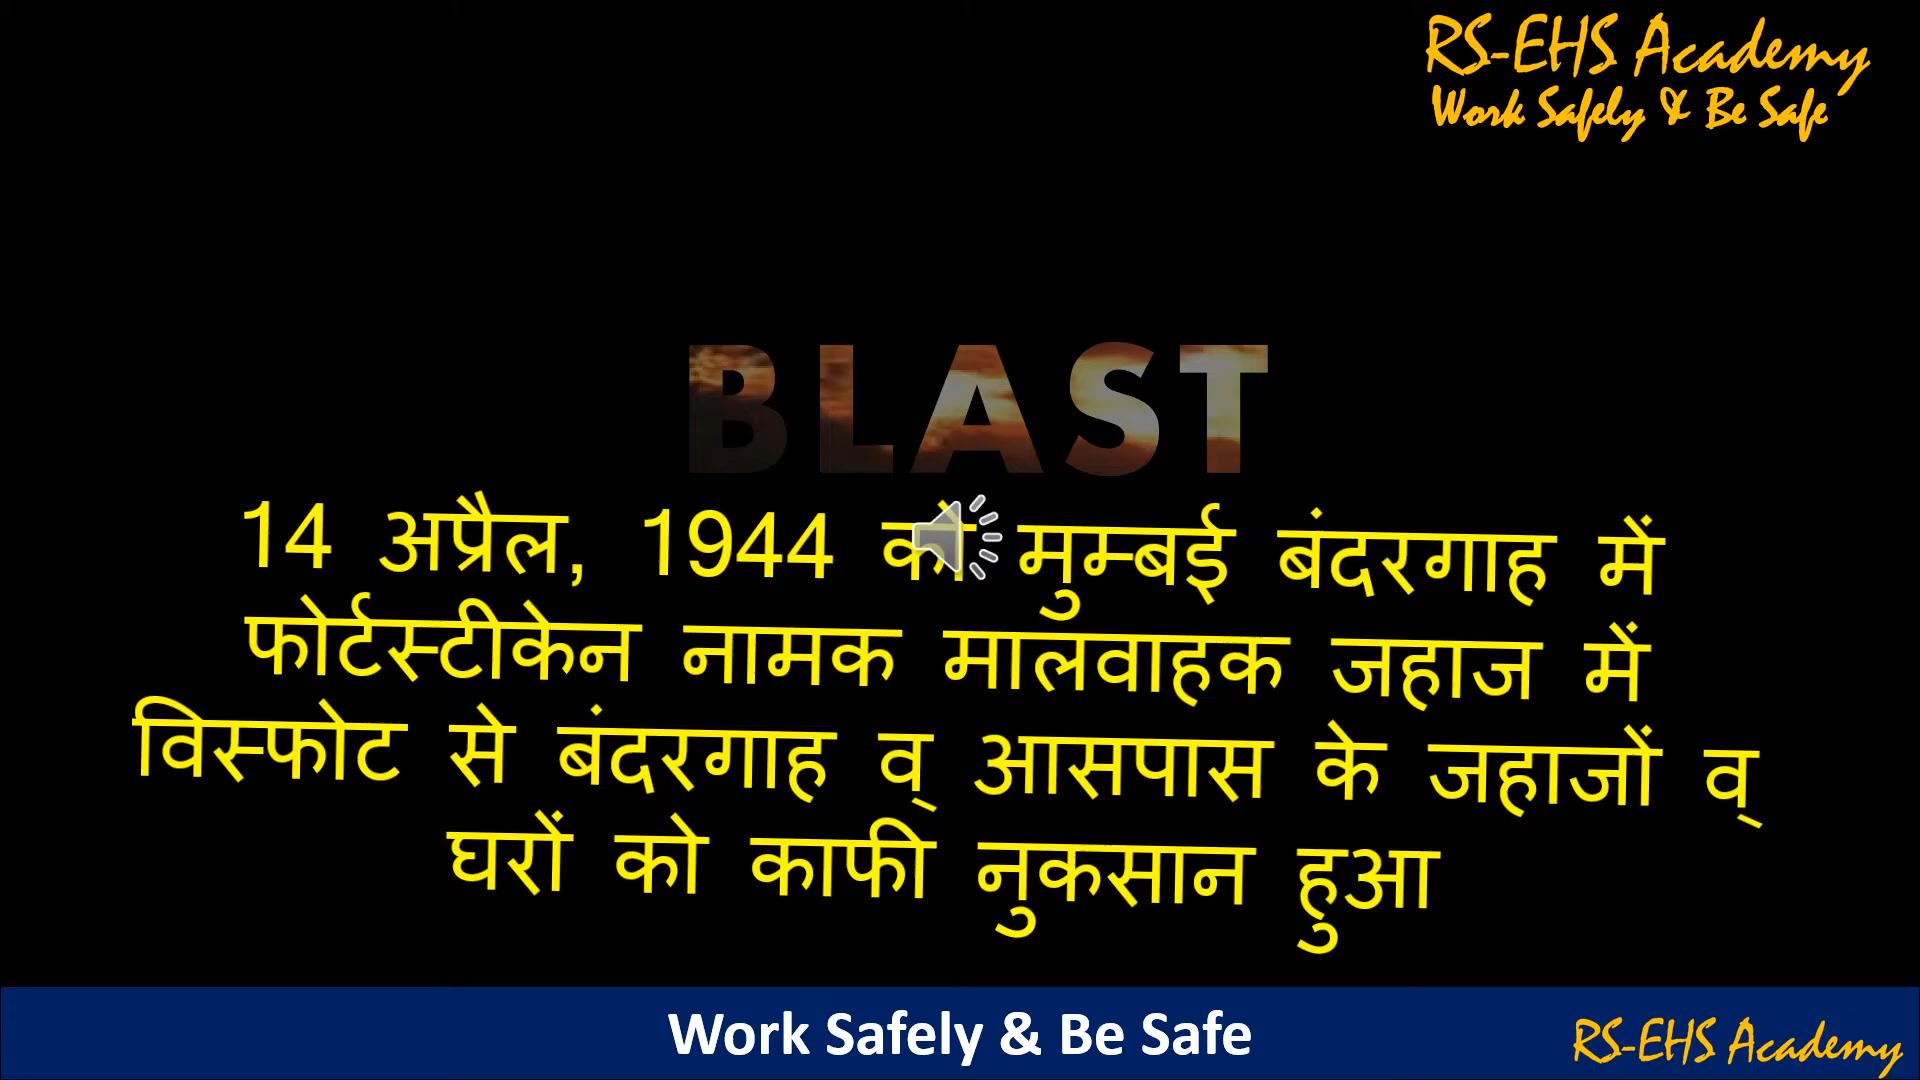 RS-EHS Academy
Work Safely & Be Safe
BLAST
14 अप्रैल, 1944 को मुम्बई बंदरगाह में
फोर्टस्टीकेन नामक मालवाहक जहाज में
विस्फोट से बंदरगाह व् आसपास के जहाजों व्
घरों को काफी नुकसान हुआ
Work Safely & Be Safe
RS-EHS Academy